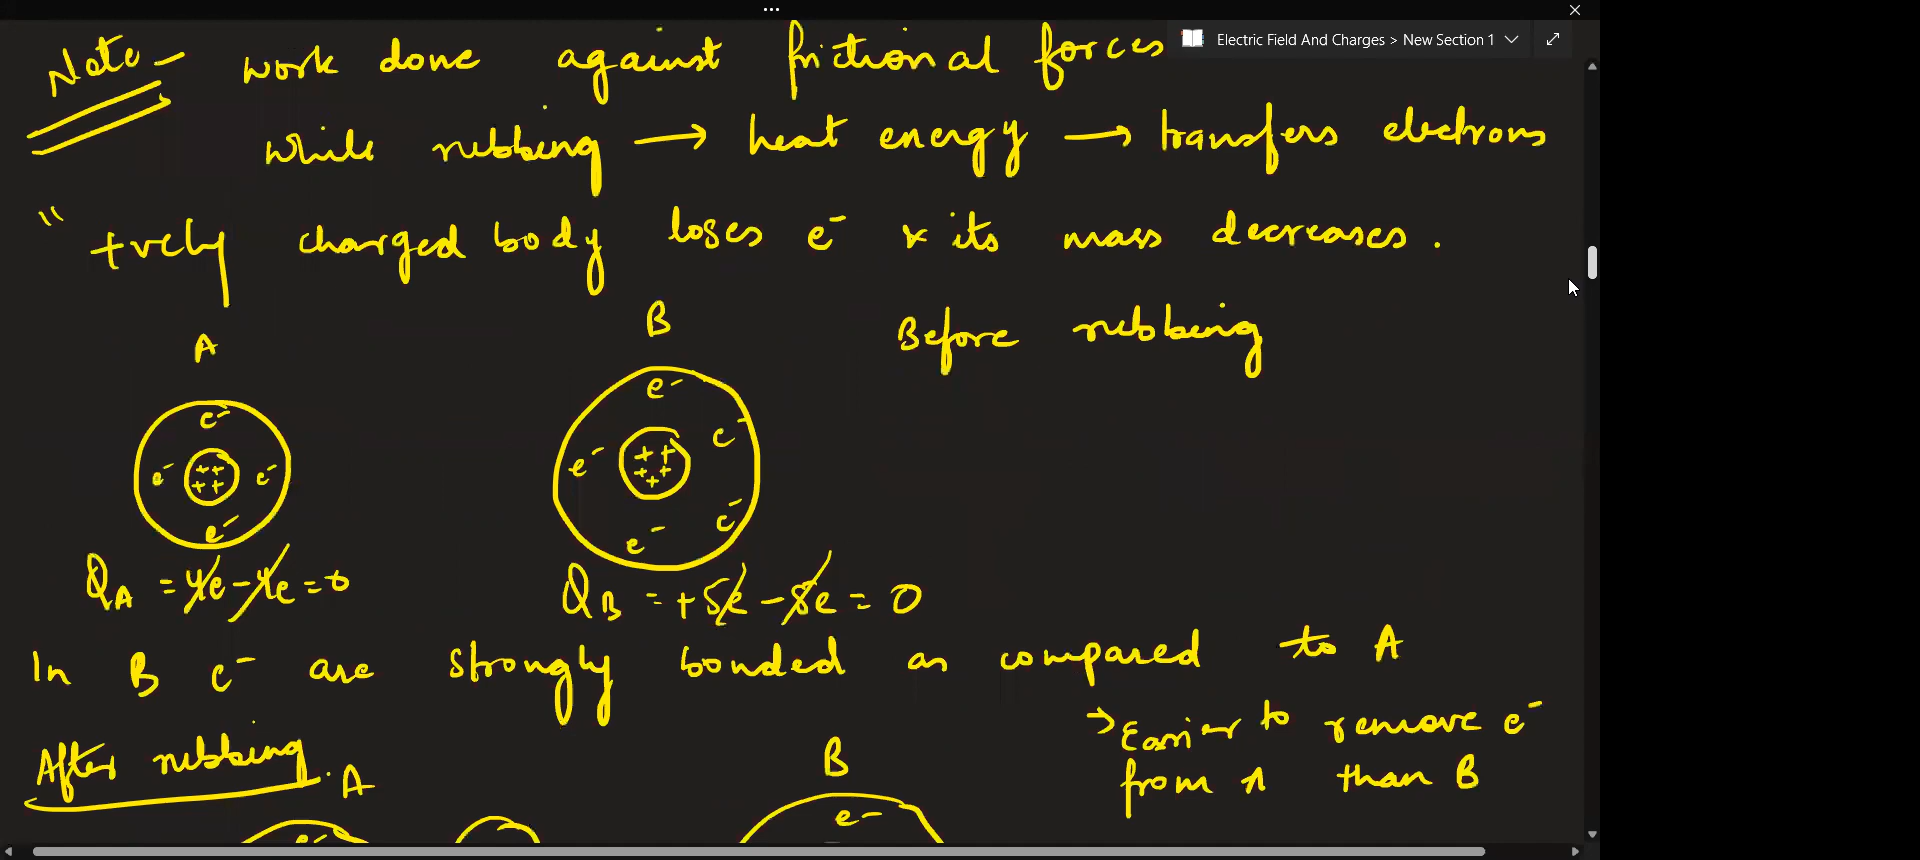 Electric Field And Charges > New Section 1
Note - work done against frictional forces
while rubbing → heat energy → transfers electrons
" +vely charged body loses e⁻ & its mass decreases.
A
B
Before rubbing
e⁻
e⁻ ++ ++ e⁻
e⁻
e⁻
e⁻
e⁻ ++ +++ 
e⁻
e⁻
Q_A = 4e - 4e = 0
Q_B = +5e - 5e = 0
In B e⁻ are strongly bonded as compared to A
→ Easier to remove e⁻
from A than B
After rubbing.
A
B
e⁻
e⁻